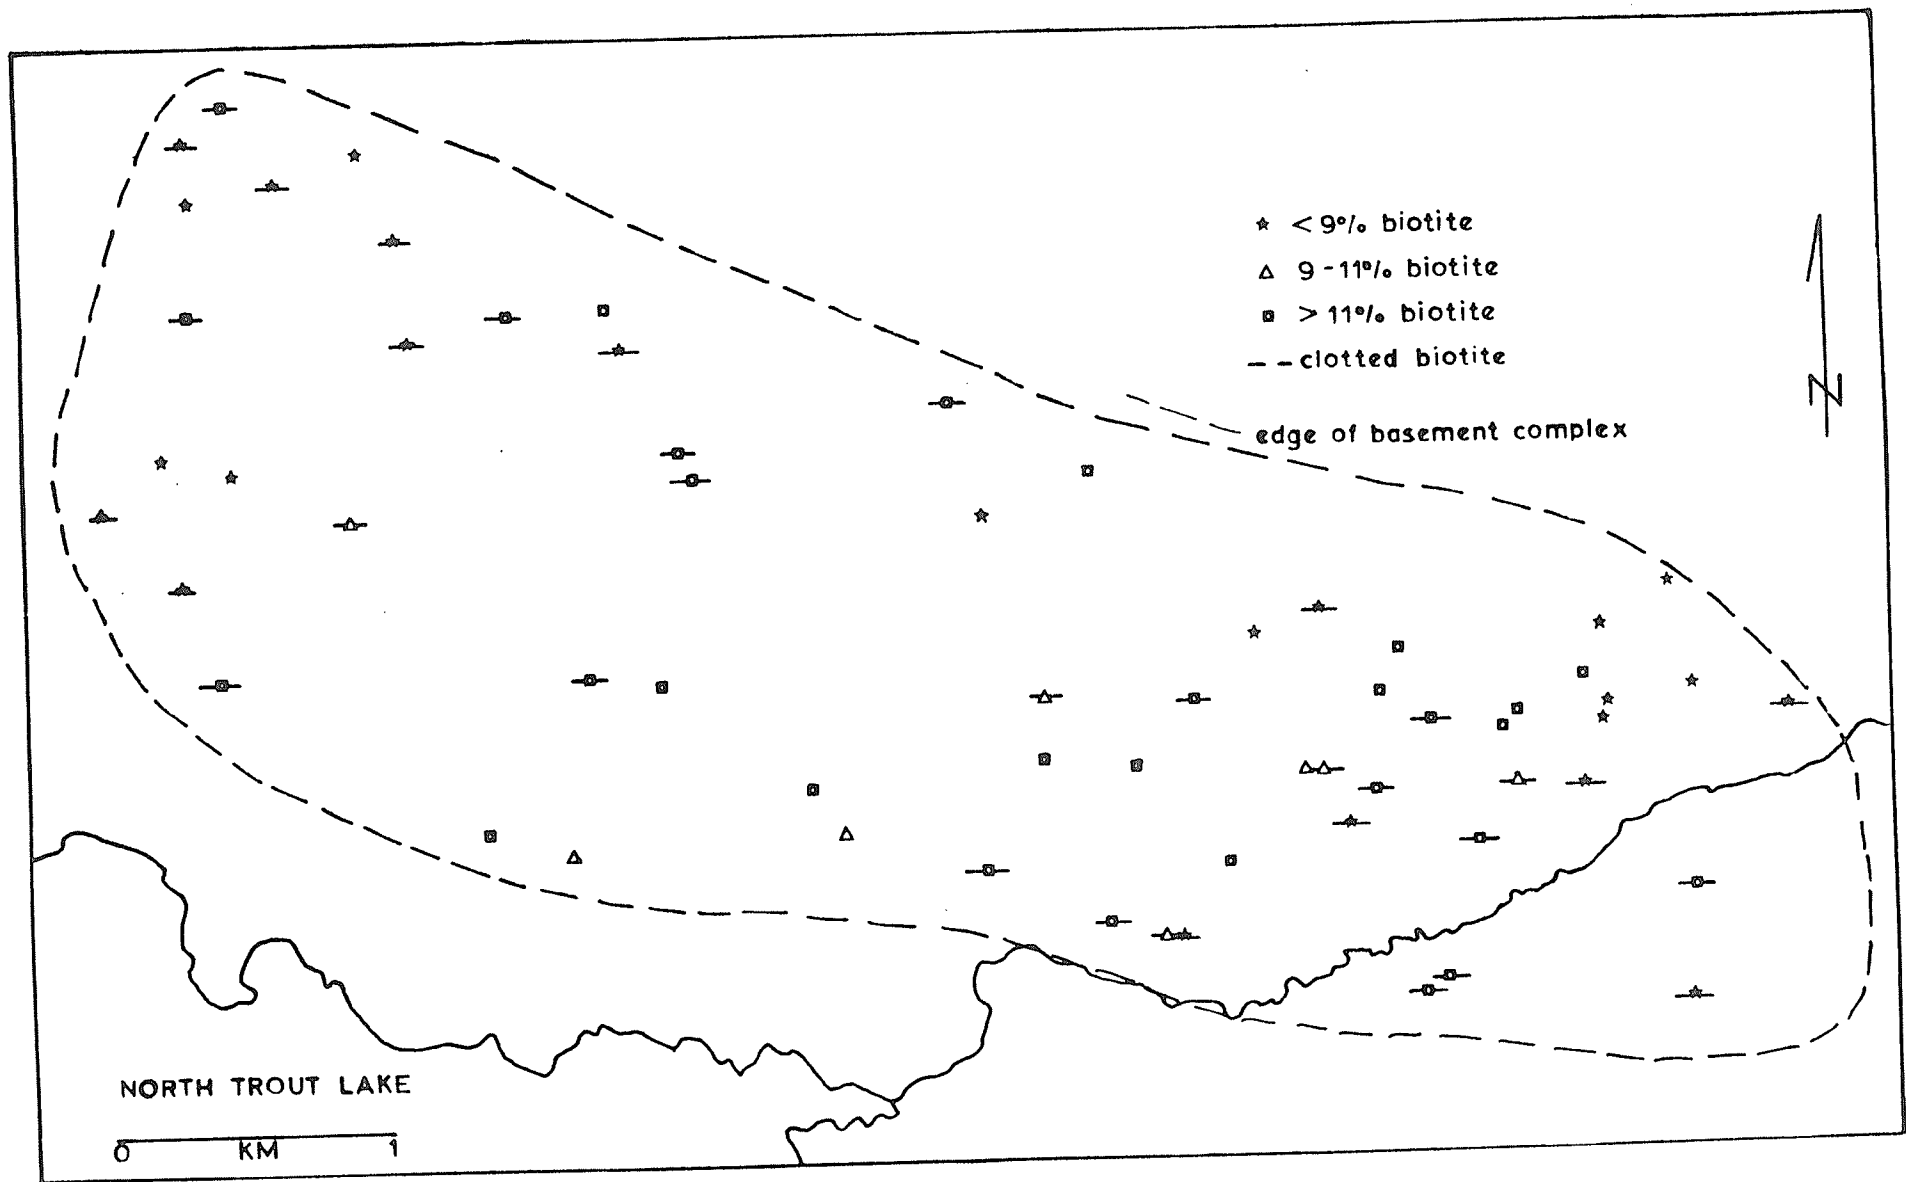 < 9% biotite
9-11% biotite
> 11% biotite
clotted biotite
edge of basement complex
N
NORTH TROUT LAKE
0 KM 1